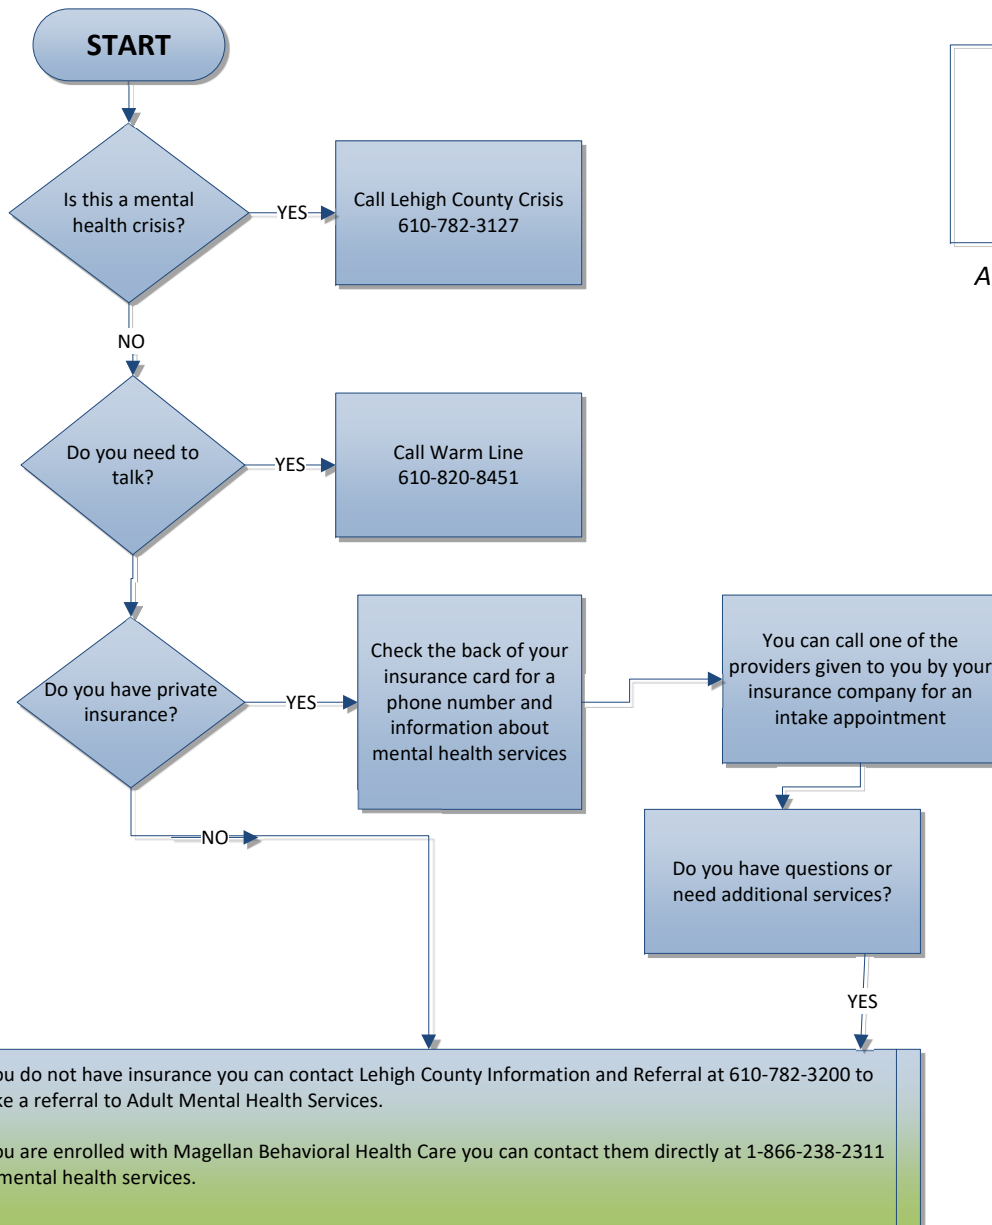 START
Is this a mental
health crisis?
YES
Call Lehigh County Crisis
610-782-3127
A
NO
Do you need to
talk?
YES
Call Warm Line
610-820-8451
Do you have private
insurance?
YES
Check the back of your
insurance card for a
phone number and
information about
mental health services
You can call one of the
providers given to you by your
insurance company for an
intake appointment
NO
Do you have questions or
need additional services?
YES
ou do not have insurance you can contact Lehigh County Information and Referral at 610-782-3200 to
ke a referral to Adult Mental Health Services.
ou are enrolled with Magellan Behavioral Health Care you can contact them directly at 1-866-238-2311
mental health services.